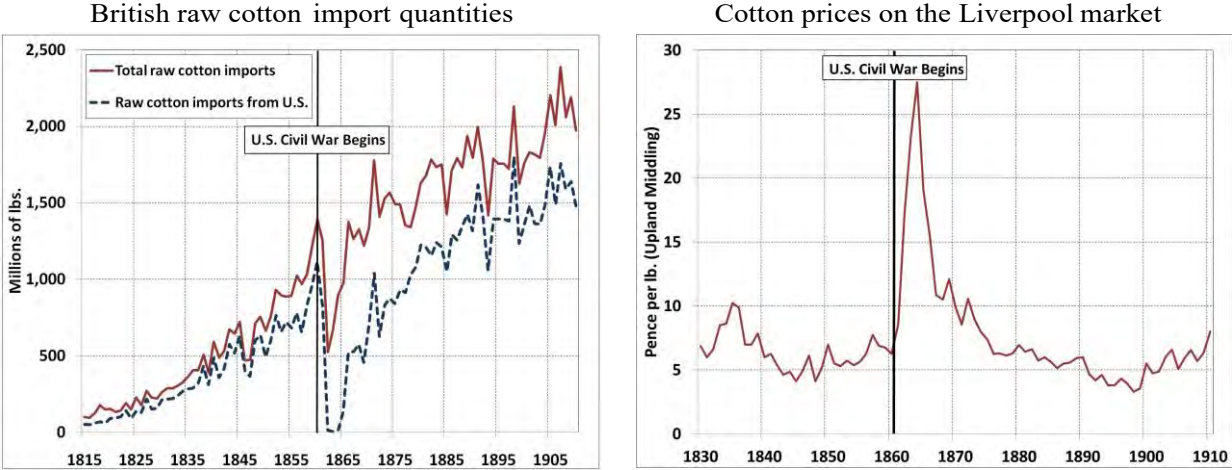 British raw cotton import quantities
Millions of lbs.
2,500
2,000
1,500
1,000
500
0
Total raw cotton imports
Raw cotton imports from U.S.
U.S. Civil War Begins
1815 1825 1835 1845 1855 1865 1875 1885 1895 1905
Cotton prices on the Liverpool market
Pence per lb. (Upland Middling)
30
25
20
15
10
5
0
U.S. Civil War Begins
1830 1840 1850 1860 1870 1880 1890 1900 1910